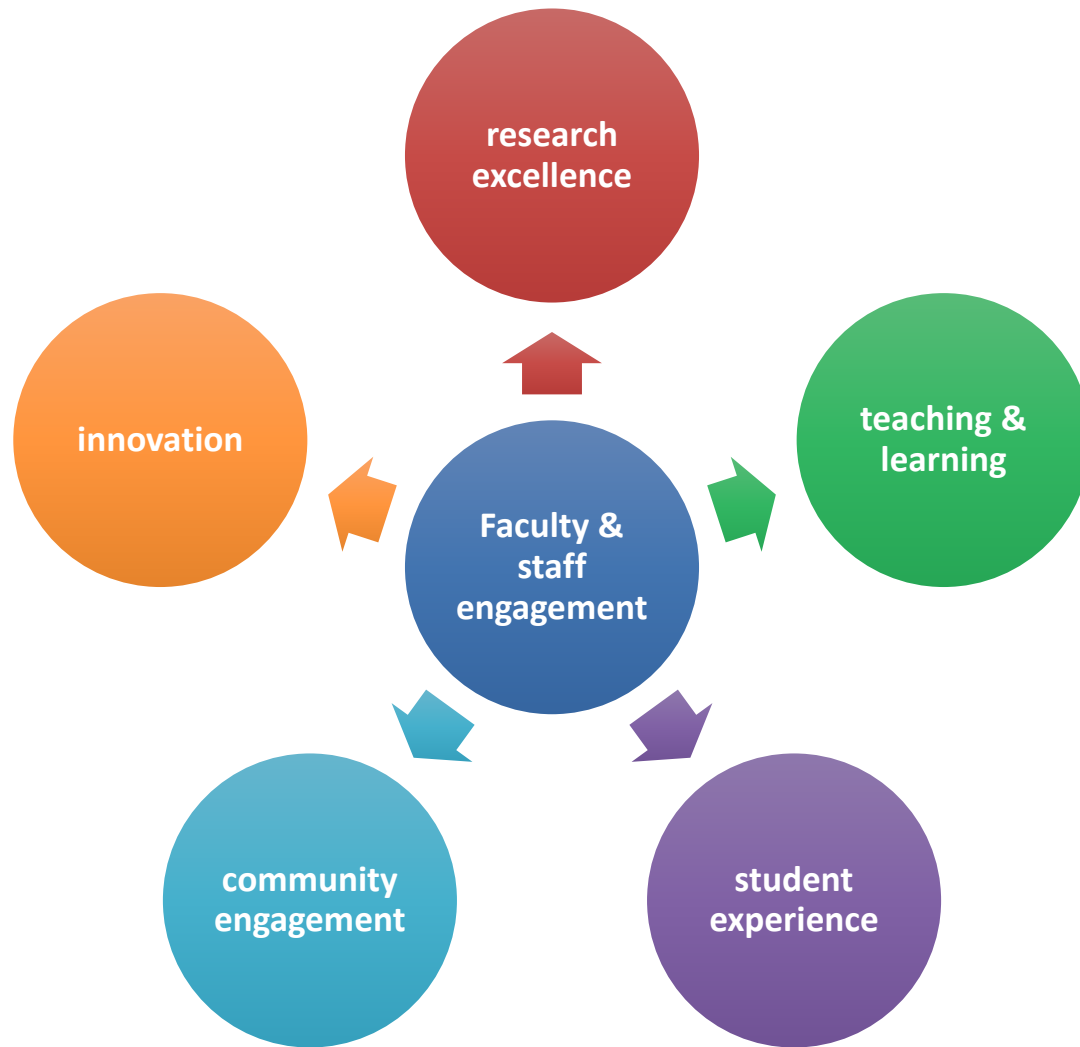 research
excellence
innovation
teaching &
learning
Faculty &
staff
engagement
community
engagement
student
experience